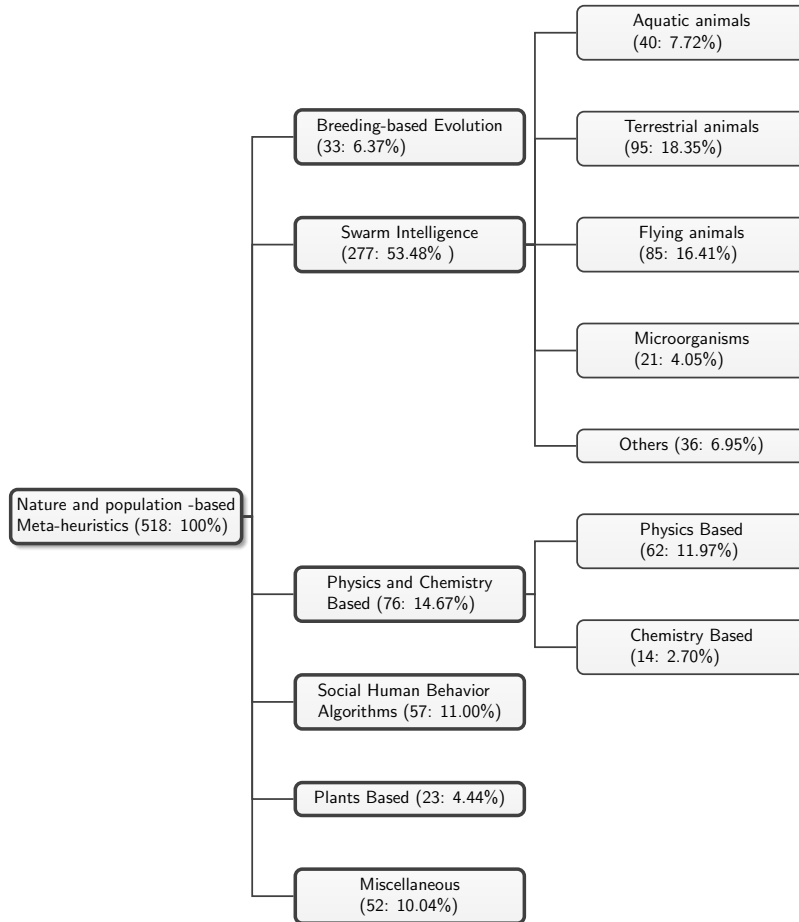 Nature and population -based
Meta-heuristics (518: 100%)
Breeding-based Evolution
(33: 6.37%)
Swarm Intelligence
(277: 53.48% )
Aquatic animals
(40: 7.72%)
Terrestrial animals
(95: 18.35%)
Flying animals
(85: 16.41%)
Microorganisms
(21: 4.05%)
Others (36: 6.95%)
Physics and Chemistry
Based (76: 14.67%)
Physics Based
(62: 11.97%)
Chemistry Based
(14: 2.70%)
Social Human Behavior
Algorithms (57: 11.00%)
Plants Based (23: 4.44%)
Miscellaneous
(52: 10.04%)